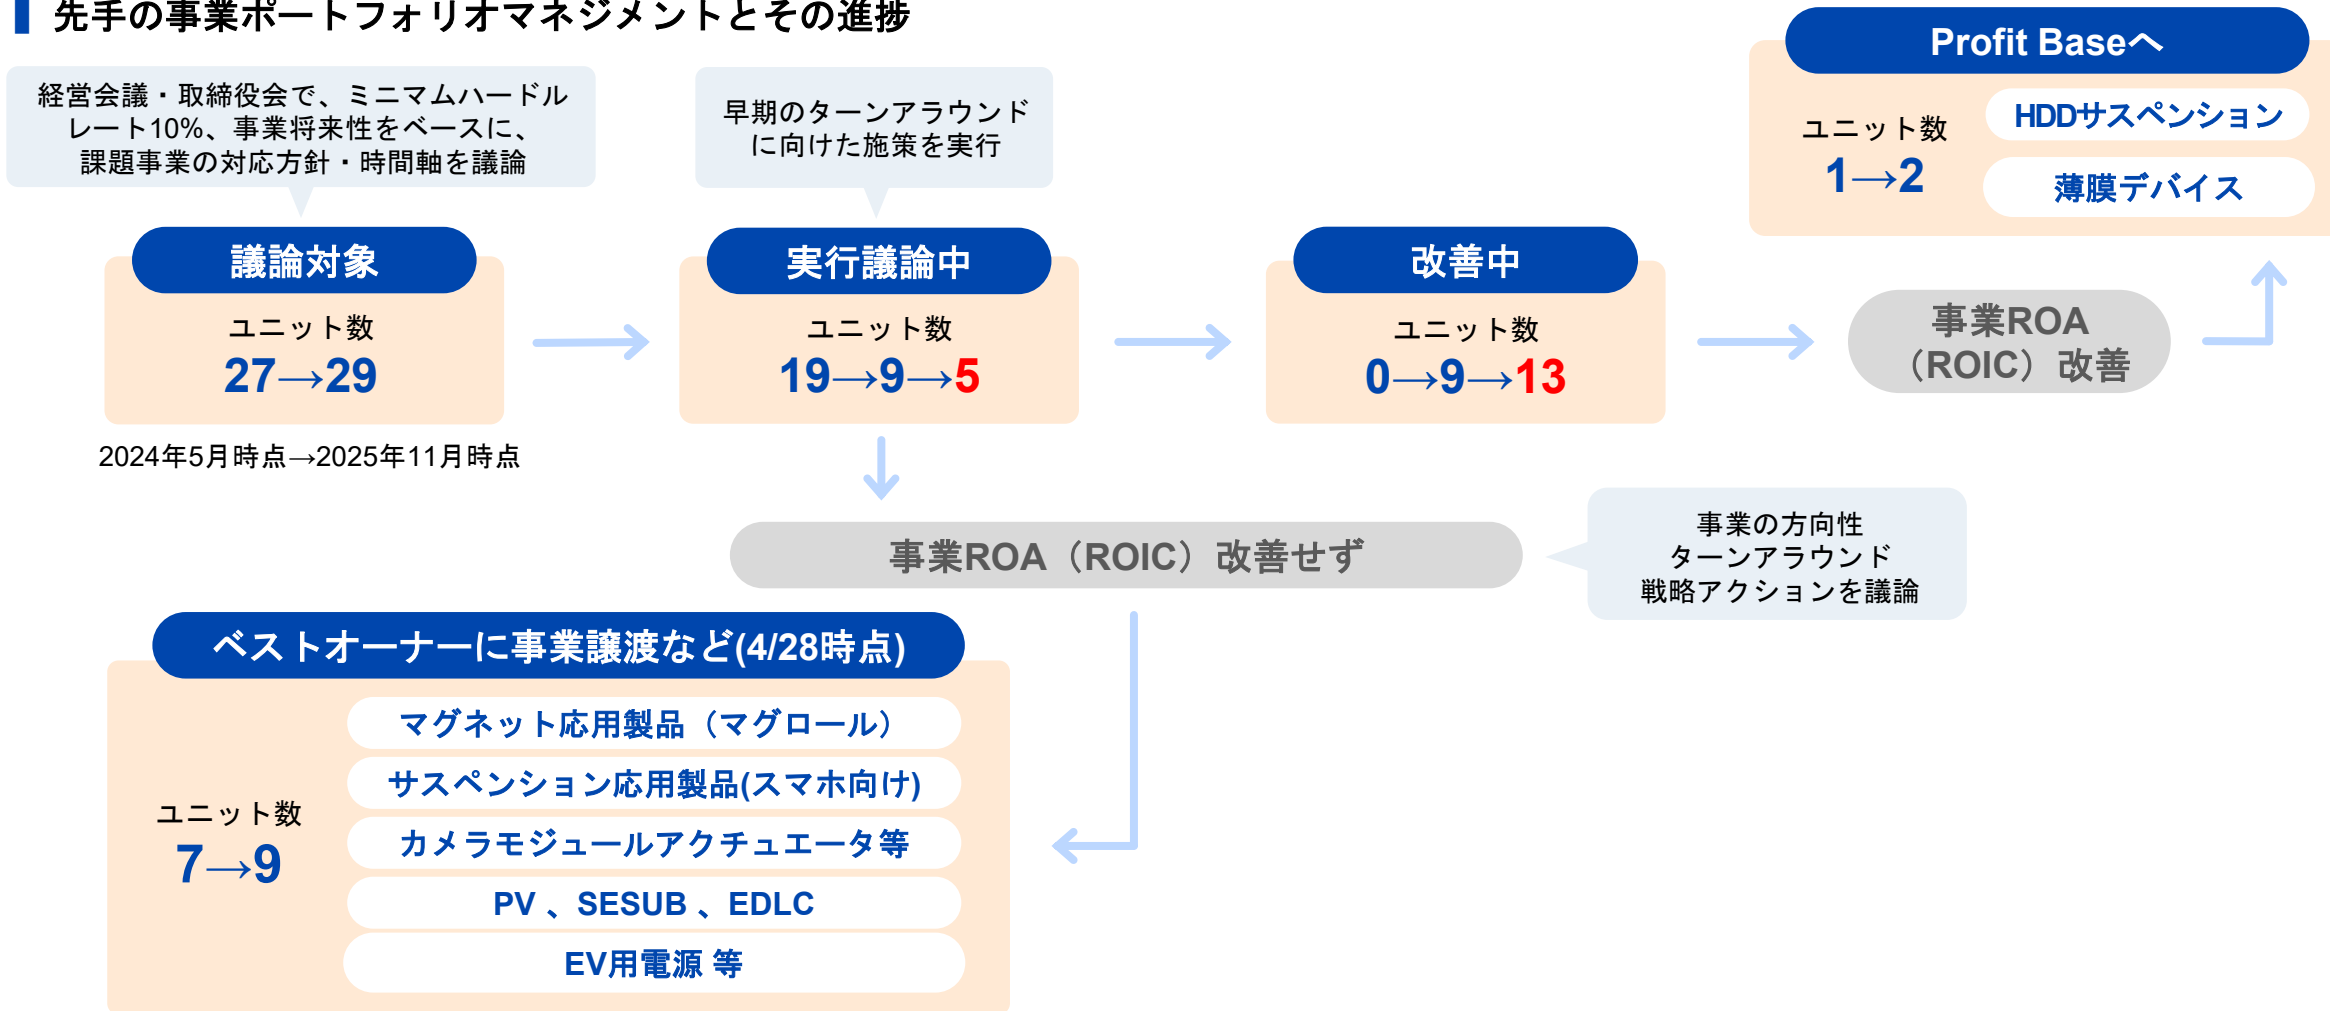 先手の事業ポートフォリオマネジメントとその進捗
経営会議・取締役会で、ミニマムハードル
レート10%、事業将来性をベースに、
課題事業の対応方針・時間軸を議論
早期のターンアラウンド
に向けた施策を実行
Profit Baseへ
ユニット数
1→2
HDDサスペンション
薄膜デバイス
議論対象
ユニット数
27→29
2024年5月時点→2025年11月時点
実行議論中
ユニット数
19→9→5
改善中
ユニット数
0→9→13
事業ROA
（ROIC）改善
事業ROA（ROIC）改善せず
事業の方向性
ターンアラウンド
戦略アクションを議論
ベストオーナーに事業譲渡など(4/28時点)
ユニット数
7→9
マグネット応用製品（マグロール）
サスペンション応用製品(スマホ向け)
カメラモジュールアクチュエータ等
PV 、SESUB 、EDLC
EV用電源 等